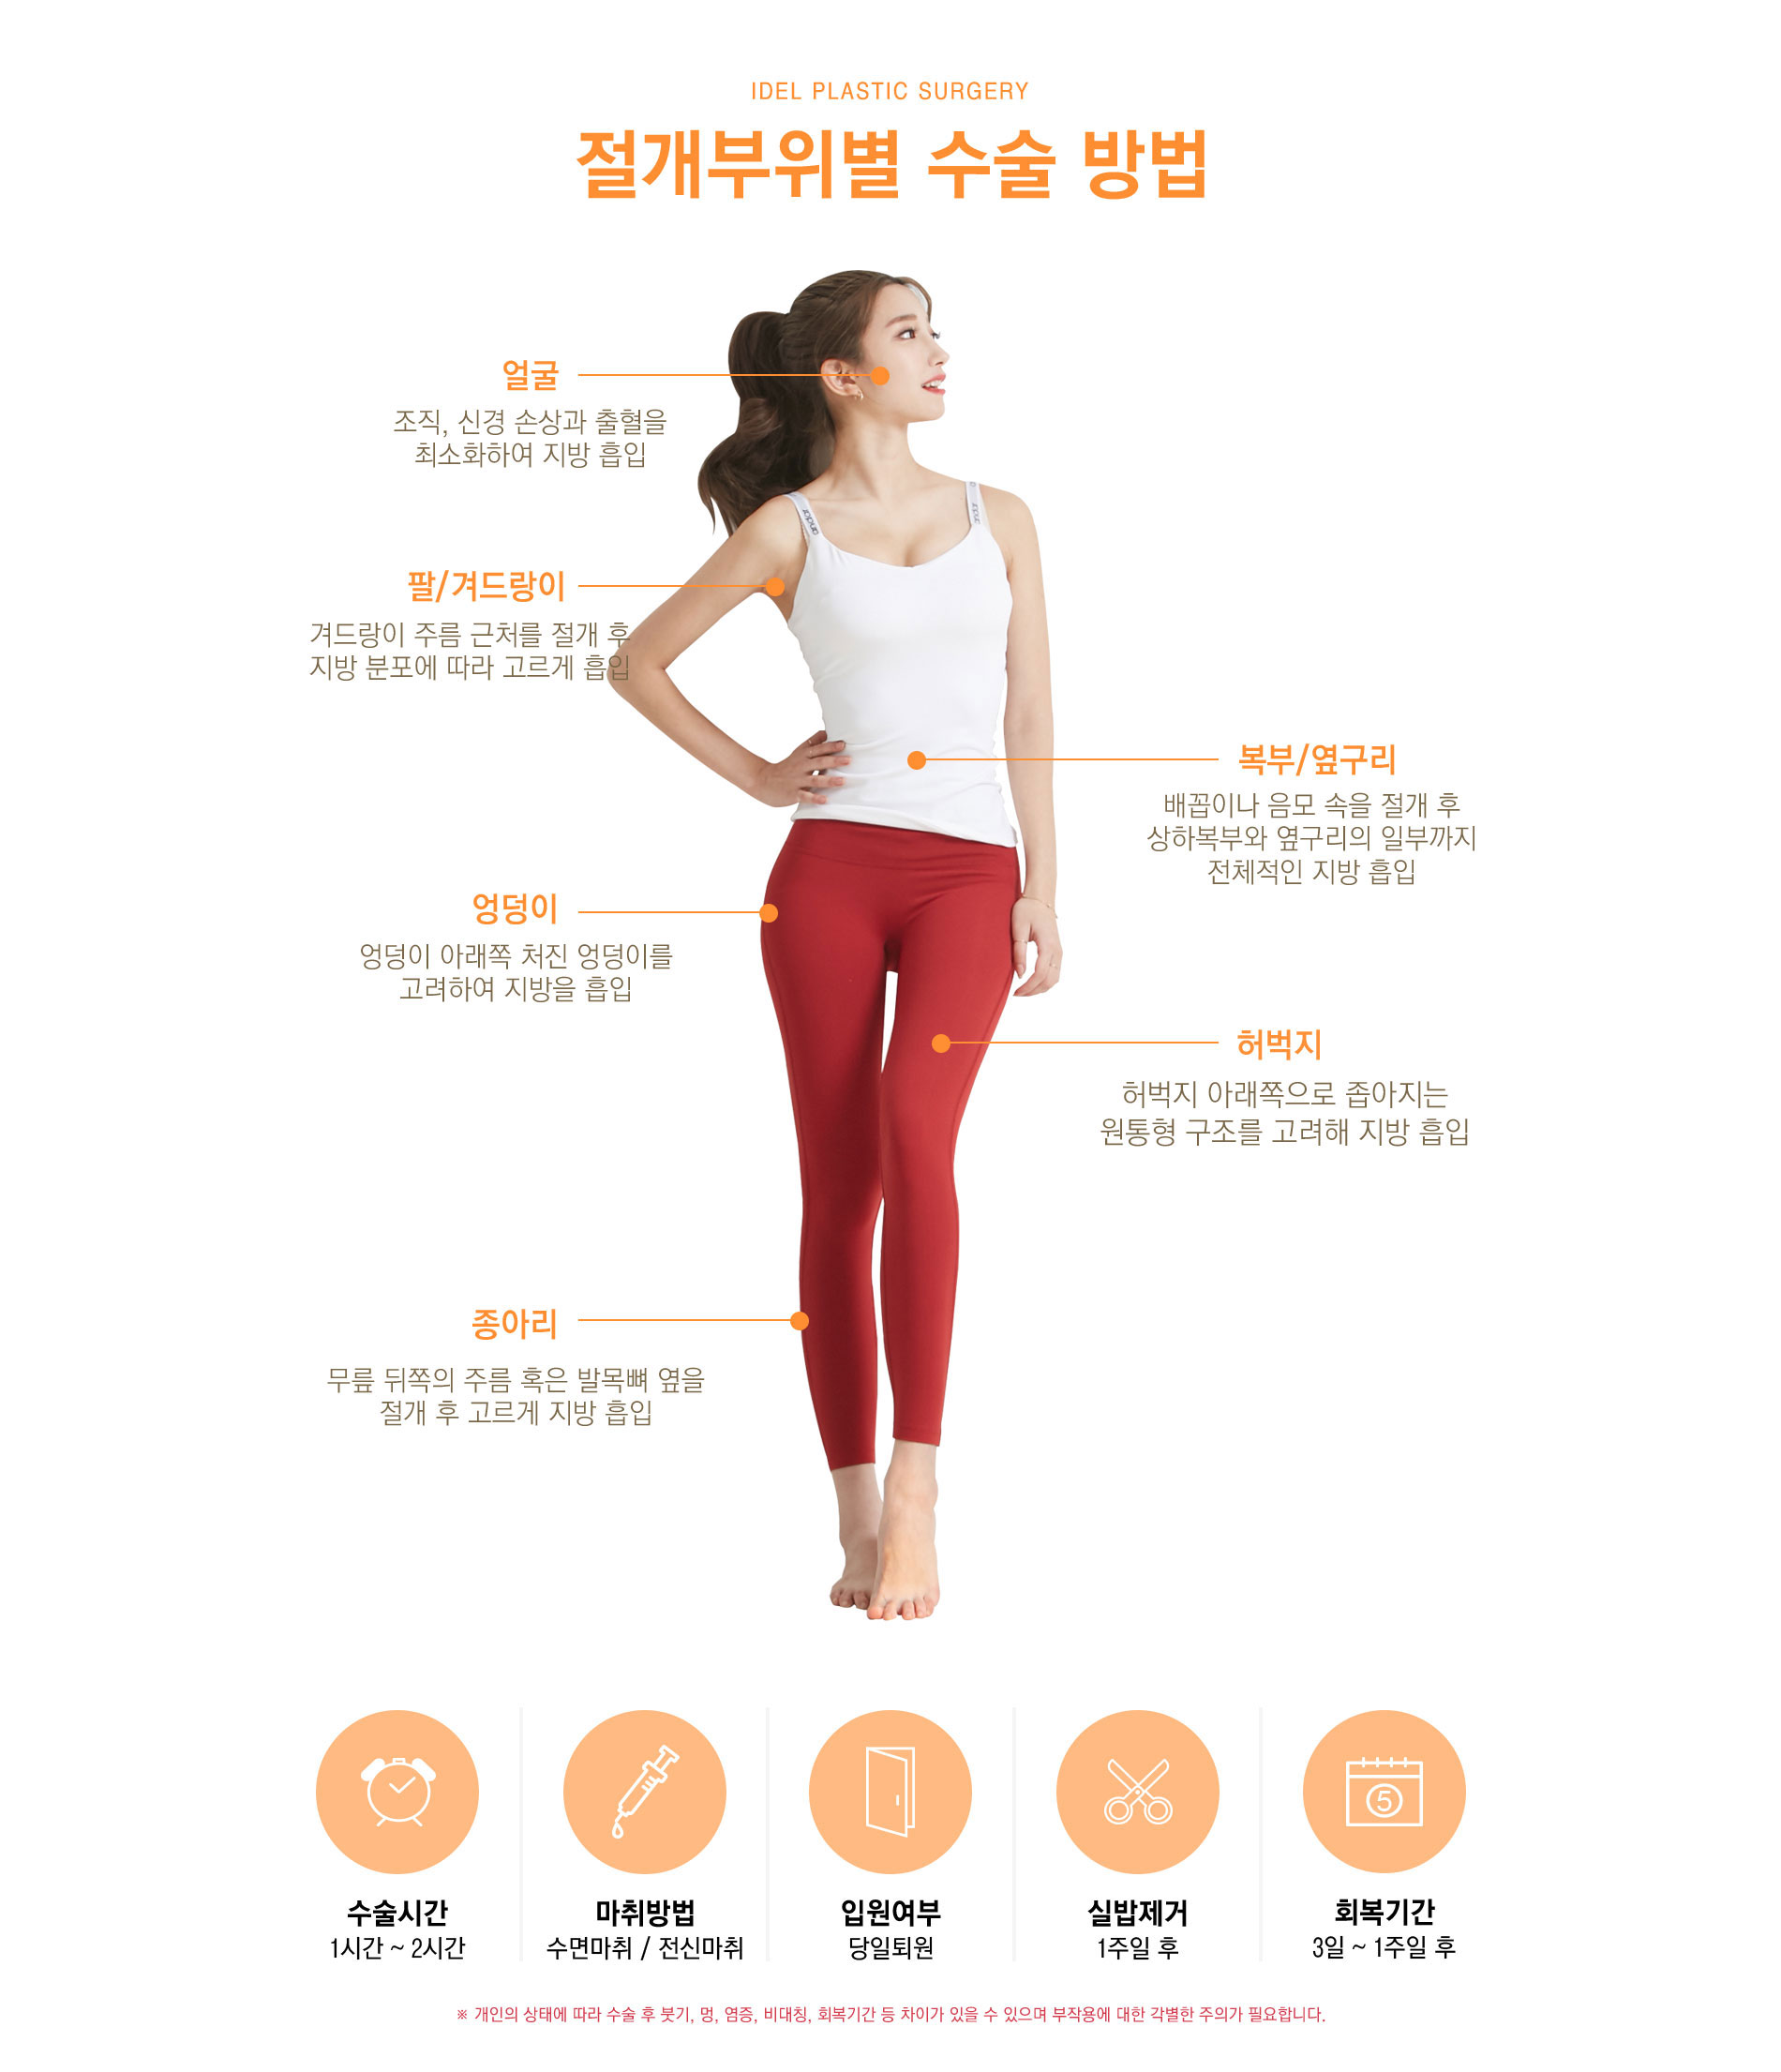 IDEL PLASTIC SURGERY
절개부위별 수술 방법
얼굴
조직, 신경 손상과 출혈을
최소화하여 지방 흡입
팔/겨드랑이
겨드랑이 주름 근처를 절개 후
지방 분포에 따라 고르게 흡입
복부/옆구리
배꼽이나 음모 속을 절개 후
상하복부와 옆구리의 일부까지
전체적인 지방 흡입
엉덩이
엉덩이 아래쪽 처진 엉덩이를
고려하여 지방을 흡입
허벅지
허벅지 아래쪽으로 좁아지는
원통형 구조를 고려해 지방 흡입
종아리
무릎 뒤쪽의 주름 혹은 발목뼈 옆을
절개 후 고르게 지방 흡입
5
수술시간
1시간 ~ 2시간
마취방법
수면마취 / 전신마취
입원여부
당일퇴원
실밥제거
1주일 후
회복기간
3일 ~ 1주일 후
※ 개인의 상태에 따라 수술 후 붓기, 멍, 염증, 비대칭, 회복기간 등 차이가 있을 수 있으며 부작용에 대한 각별한 주의가 필요합니다.